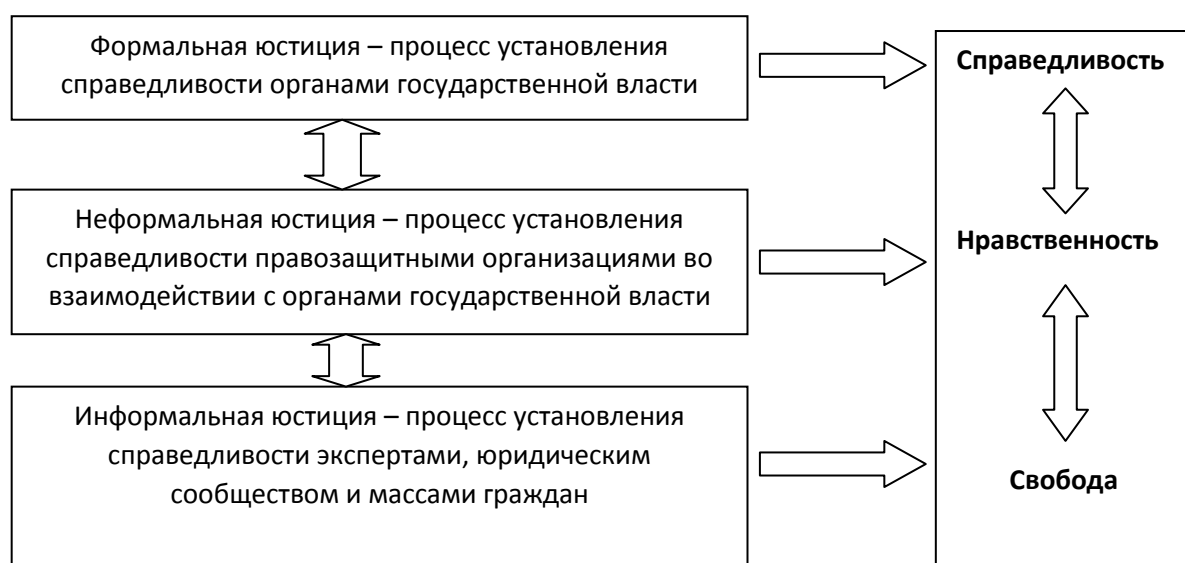 Формальная юстиция – процесс установления
справедливости органами государственной власти
Неформальная юстиция – процесс установления
справедливости правозащитными организациями во
взаимодействии с органами государственной власти
Информальная юстиция – процесс установления
справедливости экспертами, юридическим
сообществом и массами граждан
Справедливость
Нравственность
Свобода